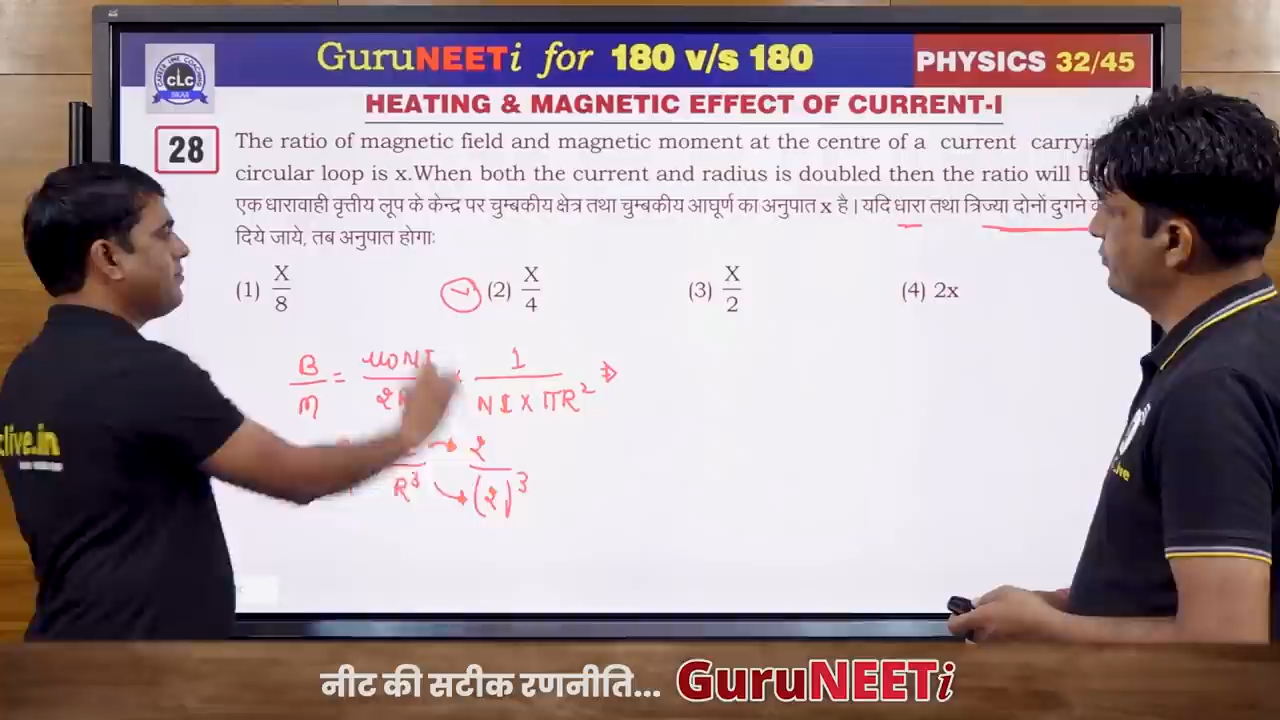 GuruNEETi for 180 v/s 180
PHYSICS 32/45
CLC
SIKAR
HEATING & MAGNETIC EFFECT OF CURRENT-I
28
The ratio of magnetic field and magnetic moment at the centre of a current
circular loop is x.When both the current and radius is doubled then the ratio will
एक धारावाही वृत्तीय लूप के केन्द्र पर चुम्बकीय क्षेत्र तथा चुम्बकीय आघूर्ण का अनुपात x है। यदि धारा तथा त्रिज्या दोनों दुगने
दिये जाये, तब अनुपात होगाः
(1) X/8 (2) X/4 (3) X/2 (4) 2x
B/M = × 1/(NI × πR²)
R³ → 2/(2)³
clive.in
नीट की सटीक रणनीति... GuruNEETi